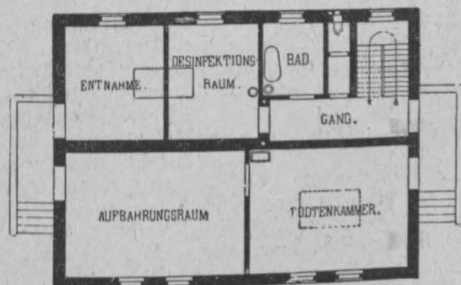 ENTNAHME.
DESINFEKTIONS-
RAUM.
BAD.
GANG.
AUFBAHRUNGSRAUM
TODTENKAMMER.